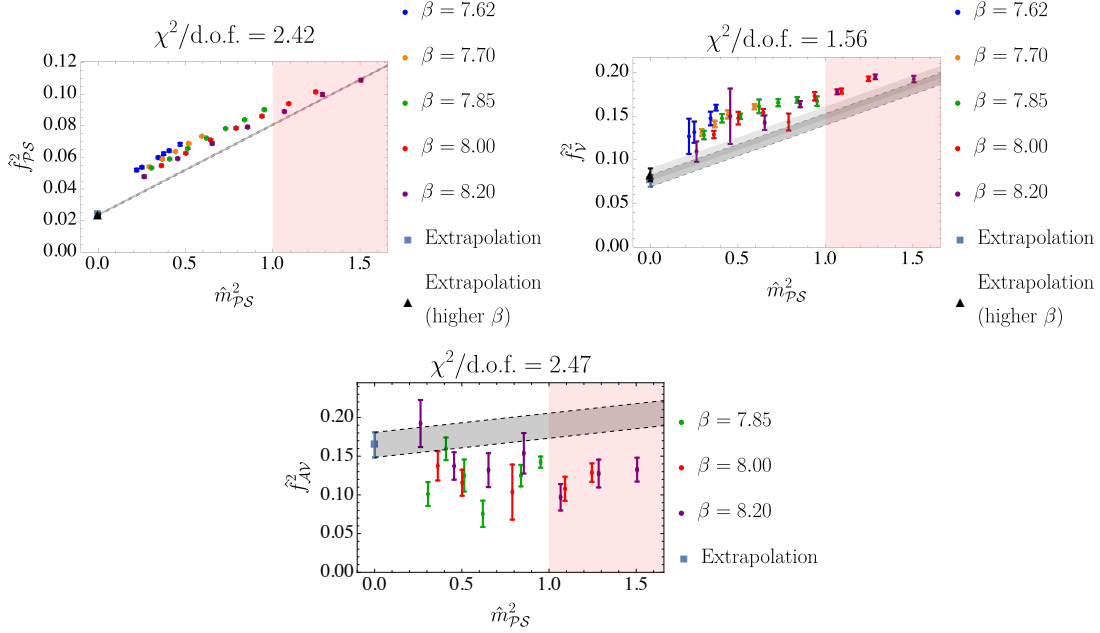 χ²/d.o.f. = 2.42
0.12
0.10
0.08
0.06
0.04
0.02
0.00
f̂²_PS
0.0 0.5 1.0 1.5
m̂²_PS
β = 7.62
β = 7.70
β = 7.85
β = 8.00
β = 8.20
Extrapolation
Extrapolation
(higher β)
χ²/d.o.f. = 1.56
0.20
0.15
0.10
0.05
0.00
f̂²_V
0.0 0.5 1.0 1.5
m̂²_PS
β = 7.62
β = 7.70
β = 7.85
β = 8.00
β = 8.20
Extrapolation
Extrapolation
(higher β)
χ²/d.o.f. = 2.47
0.20
0.15
0.10
0.05
0.00
f̂²_AV
0.0 0.5 1.0 1.5
m̂²_PS
β = 7.85
β = 8.00
β = 8.20
Extrapolation